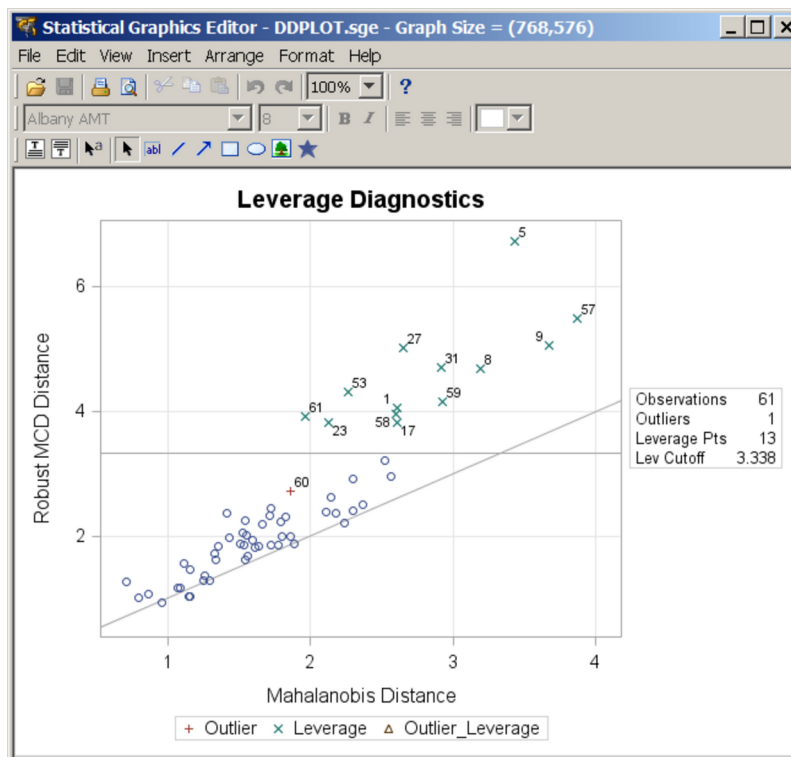 Statistical Graphics Editor - DDPLOT.sge - Graph Size = (768,576)
File Edit View Insert Arrange Format Help
100% ?
Albany AMT 8 B I
a abl
Leverage Diagnostics
Robust MCD Distance
6
4
2
5
57
9
27
31
8
53
59
1
61
58
23
17
60
Observations 61
Outliers 1
Leverage Pts 13
Lev Cutoff 3.338
1 2 3 4
Mahalanobis Distance
+ Outlier × Leverage △ Outlier_Leverage